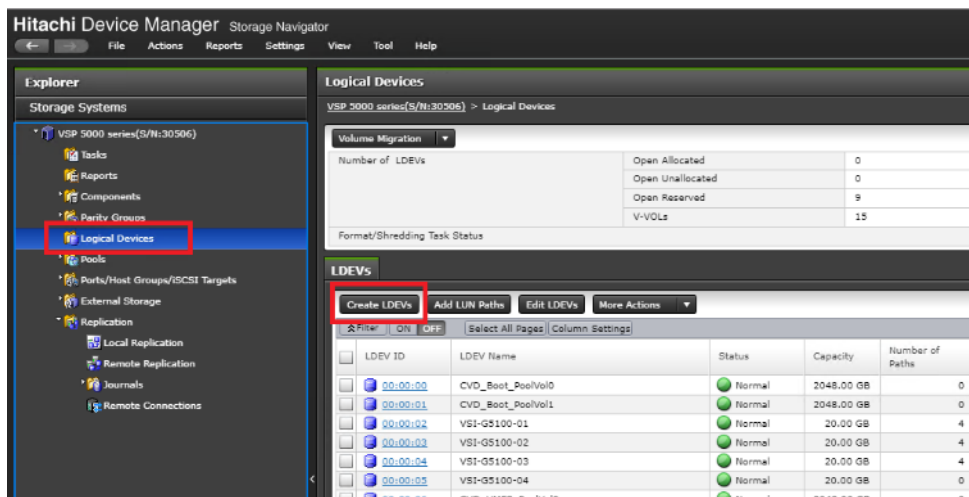 Hitachi Device Manager Storage Navigator
File Actions Reports Settings View Tool Help
Explorer
Storage Systems
VSP 5000 series(S/N:30506)
Tasks
Reports
Components
Parity Groups
Logical Devices
Pools
Ports/Host Groups/iSCSI Targets
External Storage
Replication
Local Replication
Remote Replication
Journals
Remote Connections
Logical Devices
VSP 5000 series(S/N:30506) > Logical Devices
Volume Migration
Number of LDEVs
Open Allocated 0
Open Unallocated 0
Open Reserved 9
V-VOLs 15
Format/Shredding Task Status
LDEVs
Create LDEVs Add LUN Paths Edit LDEVs More Actions
Filter ON OFF Select All Pages Column Settings
LDEV ID LDEV Name Status Capacity Number of Paths
00:00:00 CVD_Boot_PoolVol0 Normal 2048.00 GB 0
00:00:01 CVD_Boot_PoolVol1 Normal 2048.00 GB 0
00:00:02 VSI-G5100-01 Normal 20.00 GB 4
00:00:03 VSI-G5100-02 Normal 20.00 GB 4
00:00:04 VSI-G5100-03 Normal 20.00 GB 4
00:00:05 VSI-G5100-04 Normal 20.00 GB 0